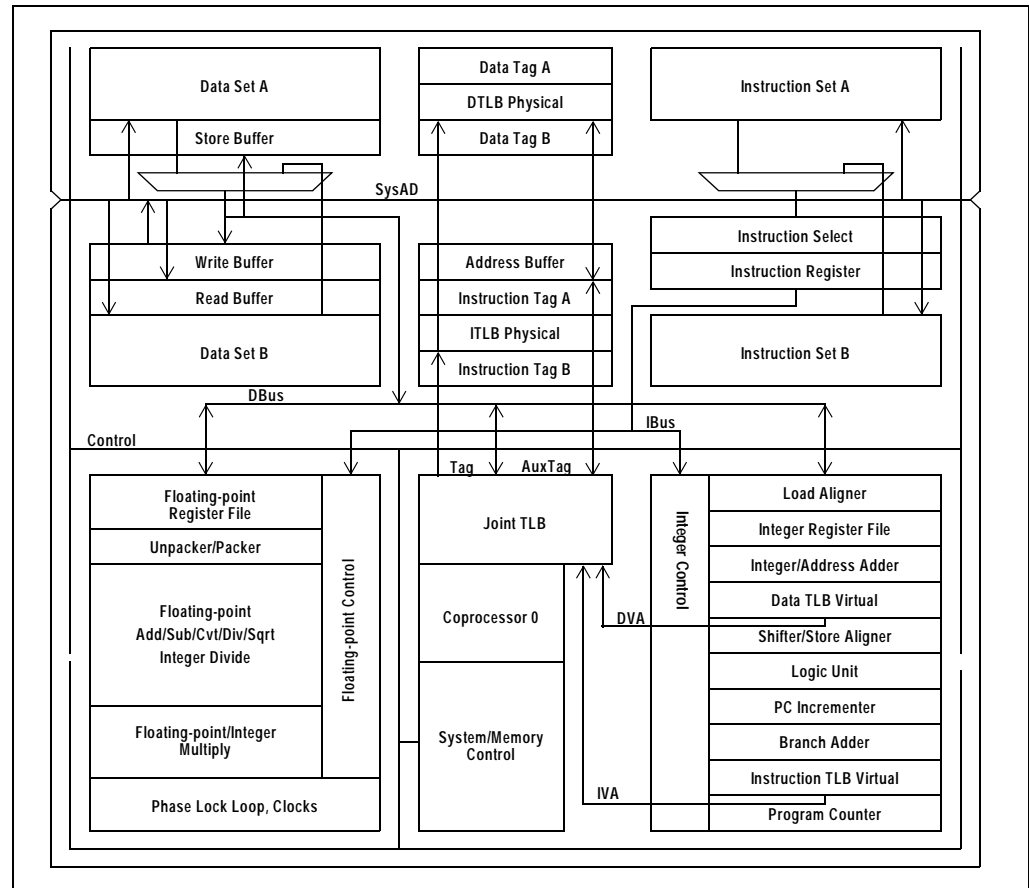 Data Set A
Store Buffer
Data Tag A
DTLB Physical
Data Tag B
Instruction Set A
SysAD
Write Buffer
Read Buffer
Data Set B
Address Buffer
Instruction Tag A
ITLB Physical
Instruction Tag B
Instruction Select
Instruction Register
Instruction Set B
DBus
IBus
Control
Tag
AuxTag
Floating-point
Register File
Unpacker/Packer
Floating-point
Add/Sub/Cvt/Div/Sqrt
Integer Divide
Floating-point/Integer
Multiply
Floating-point Control
Phase Lock Loop, Clocks
Joint TLB
Coprocessor 0
System/Memory
Control
DVA
IVA
Integer Control
Load Aligner
Integer Register File
Integer/Address Adder
Data TLB Virtual
Shifter/Store Aligner
Logic Unit
PC Incrementer
Branch Adder
Instruction TLB Virtual
Program Counter